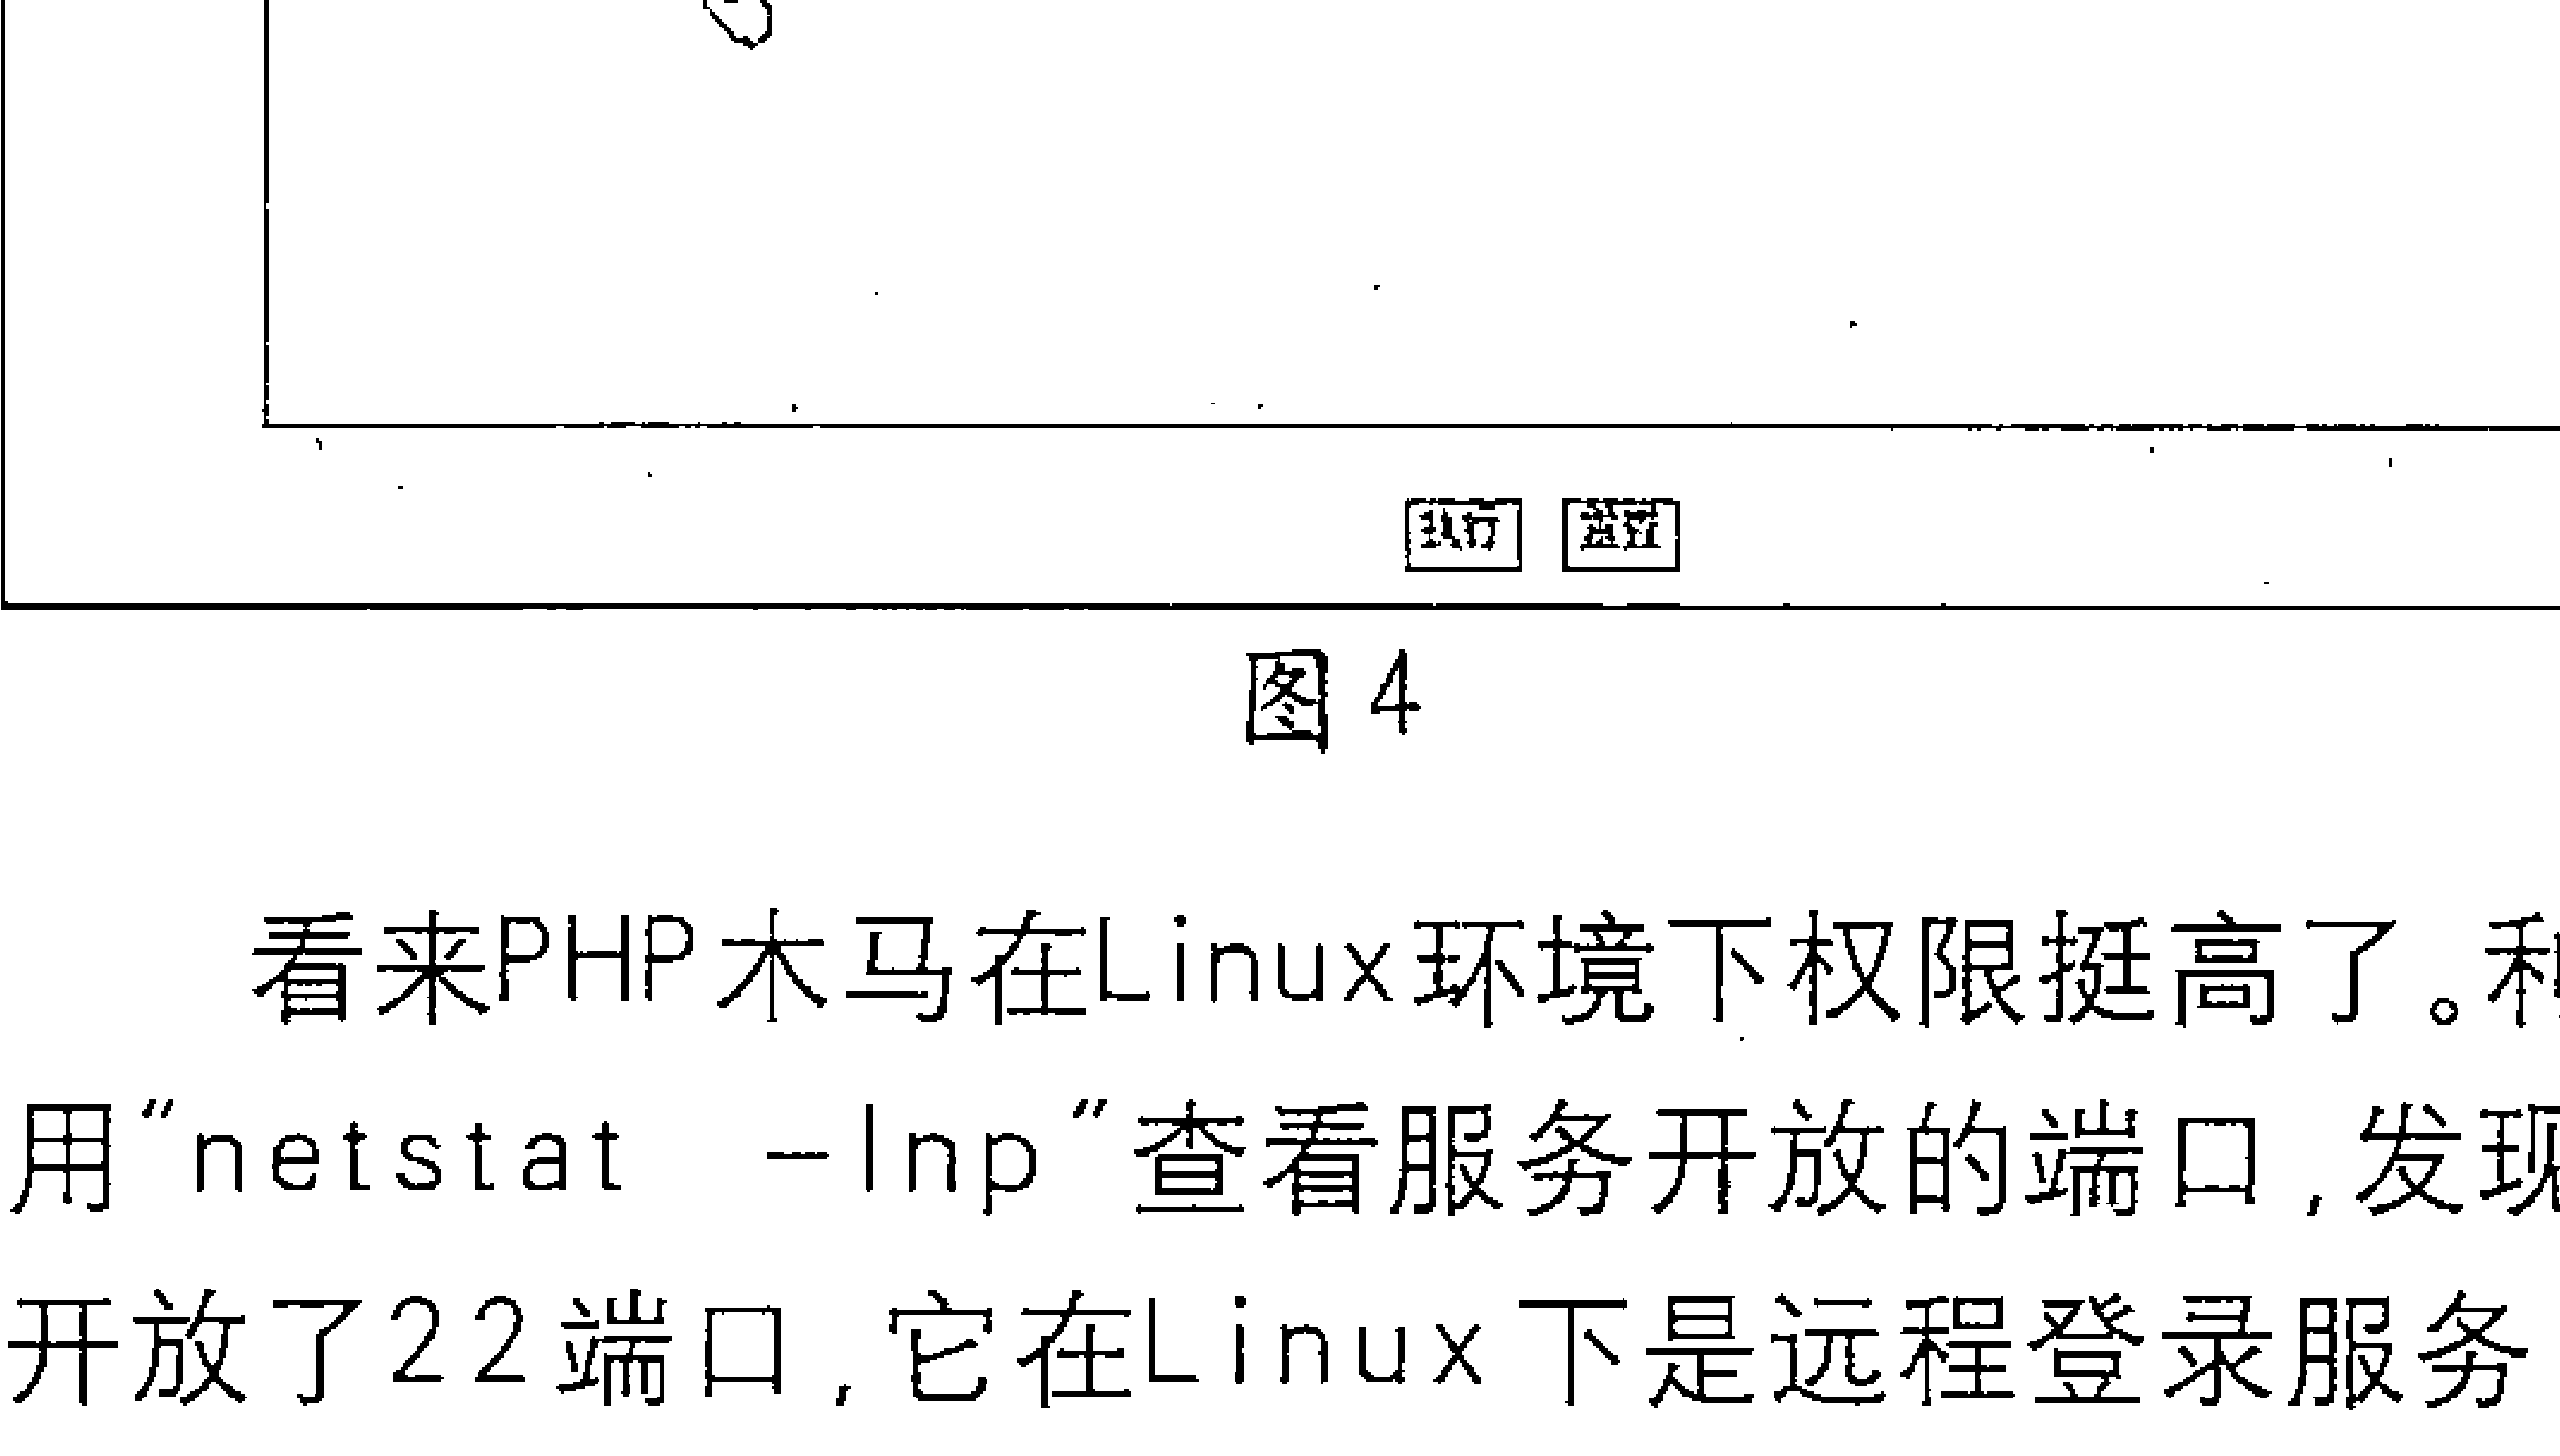 执行
图 4
看来PHP木马在Linux环境下权限挺高了。利
用“netstat -lnp”查看服务开放的端口,发现
开放了22端口,它在Linux下是远程登录服务